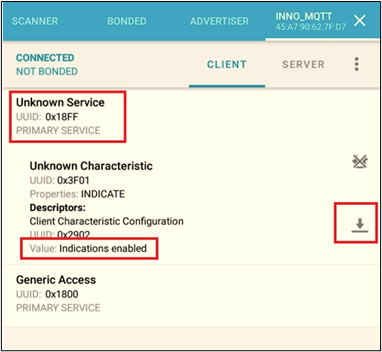 SCANNER
BONDED
ADVERTISER
INNO_MQTT
45:A7:90:62:7F:D7
CONNECTED
NOT BONDED
CLIENT
SERVER
Unknown Service
UUID: 0x18FF
PRIMARY SERVICE
Unknown Characteristic
UUID: 0x3F01
Properties: INDICATE
Descriptors:
Client Characteristic Configuration
UUID: 0x2902
Value: Indications enabled
Generic Access
UUID: 0x1800
PRIMARY SERVICE